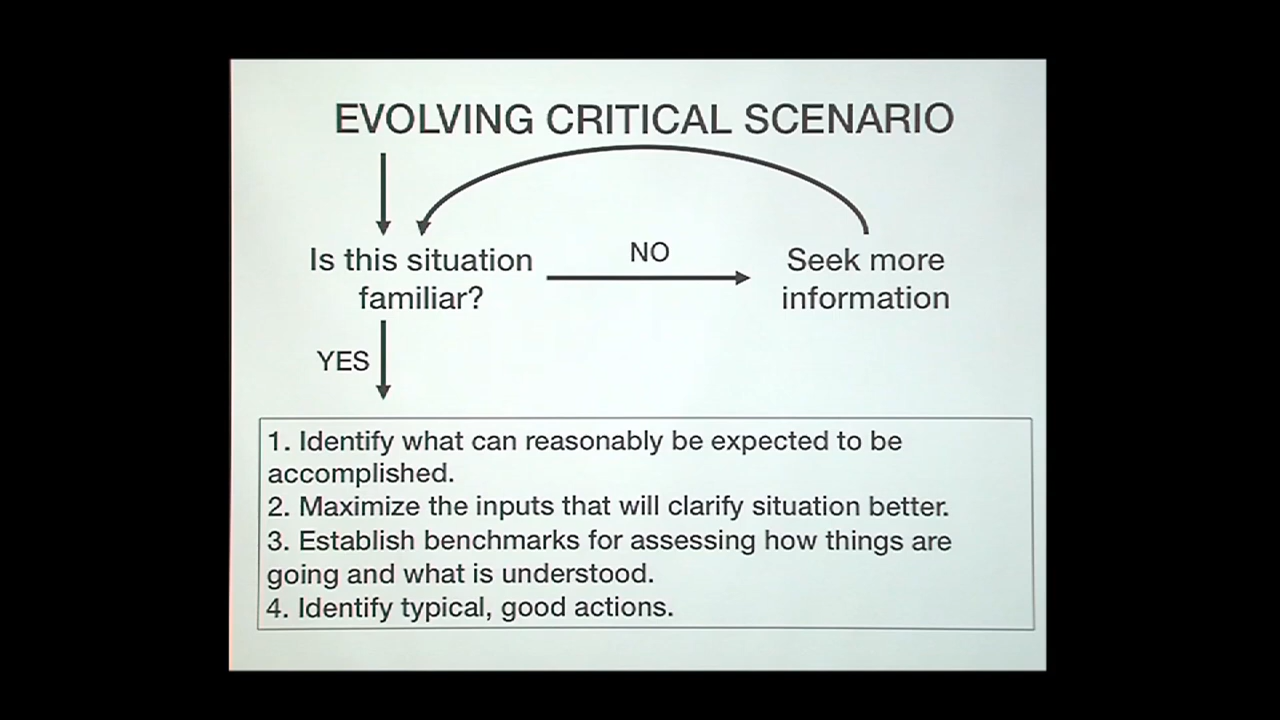 EVOLVING CRITICAL SCENARIO
Is this situation
familiar?
NO
Seek more
information
YES
1. Identify what can reasonably be expected to be
accomplished.
2. Maximize the inputs that will clarify situation better.
3. Establish benchmarks for assessing how things are
going and what is understood.
4. Identify typical, good actions.